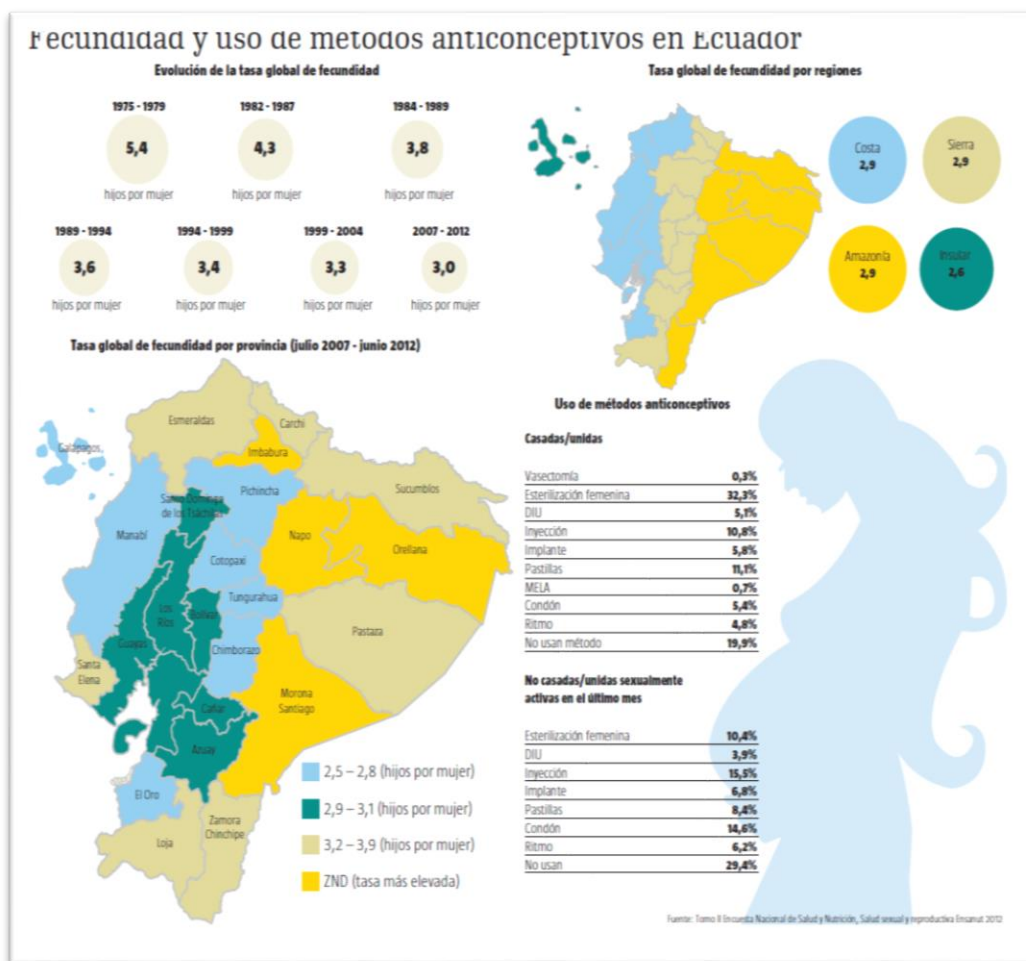 Fecundidad y uso de métodos anticonceptivos en Ecuador
Evolución de la tasa global de fecundidad
1975 - 1979
5,4
hijos por mujer
1982 - 1987
4,3
hijos por mujer
1984 - 1989
3,8
hijos por mujer
1989 - 1994
3,6
hijos por mujer
1994 - 1999
3,4
hijos por mujer
1999 - 2004
3,3
hijos por mujer
2007 - 2012
3,0
hijos por mujer
Tasa global de fecundidad por regiones
Costa
2,9
Sierra
2,9
Amazonía
2,9
Insular
2,6
Tasa global de fecundidad por provincia (julio 2007 - junio 2012)
Galápagos
Esmeraldas
Carchi
Imbabura
Sucumbíos
Pichincha
Santo Domingo
de los Tsáchilas
Manabí
Napo
Orellana
Cotopaxi
Tungurahua
Los
Ríos
Bolívar
Pastaza
Guayas
Chimborazo
Santa
Elena
Morona
Santiago
Cañar
Azuay
El Oro
Loja
Zamora
Chinchipe
2,5 – 2,8 (hijos por mujer)
2,9 – 3,1 (hijos por mujer)
3,2 – 3,9 (hijos por mujer)
ZND (tasa más elevada)
Uso de métodos anticonceptivos
Casadas/unidas
Vasectomía 0,3%
Esterilización femenina 32,3%
DIU 5,1%
Inyección 10,8%
Implante 5,8%
Pastillas 11,1%
MELA 0,7%
Condón 5,4%
Ritmo 4,8%
No usan método 19,9%
No casadas/unidas sexualmente
activas en el último mes
Esterilización femenina 10,4%
DIU 3,9%
Inyección 15,5%
Implante 6,8%
Pastillas 8,4%
Condón 14,6%
Ritmo 6,2%
No usan 29,4%
Fuente: Tomo II Encuesta Nacional de Salud y Nutrición, Salud sexual y reproductiva Ensanut 2012